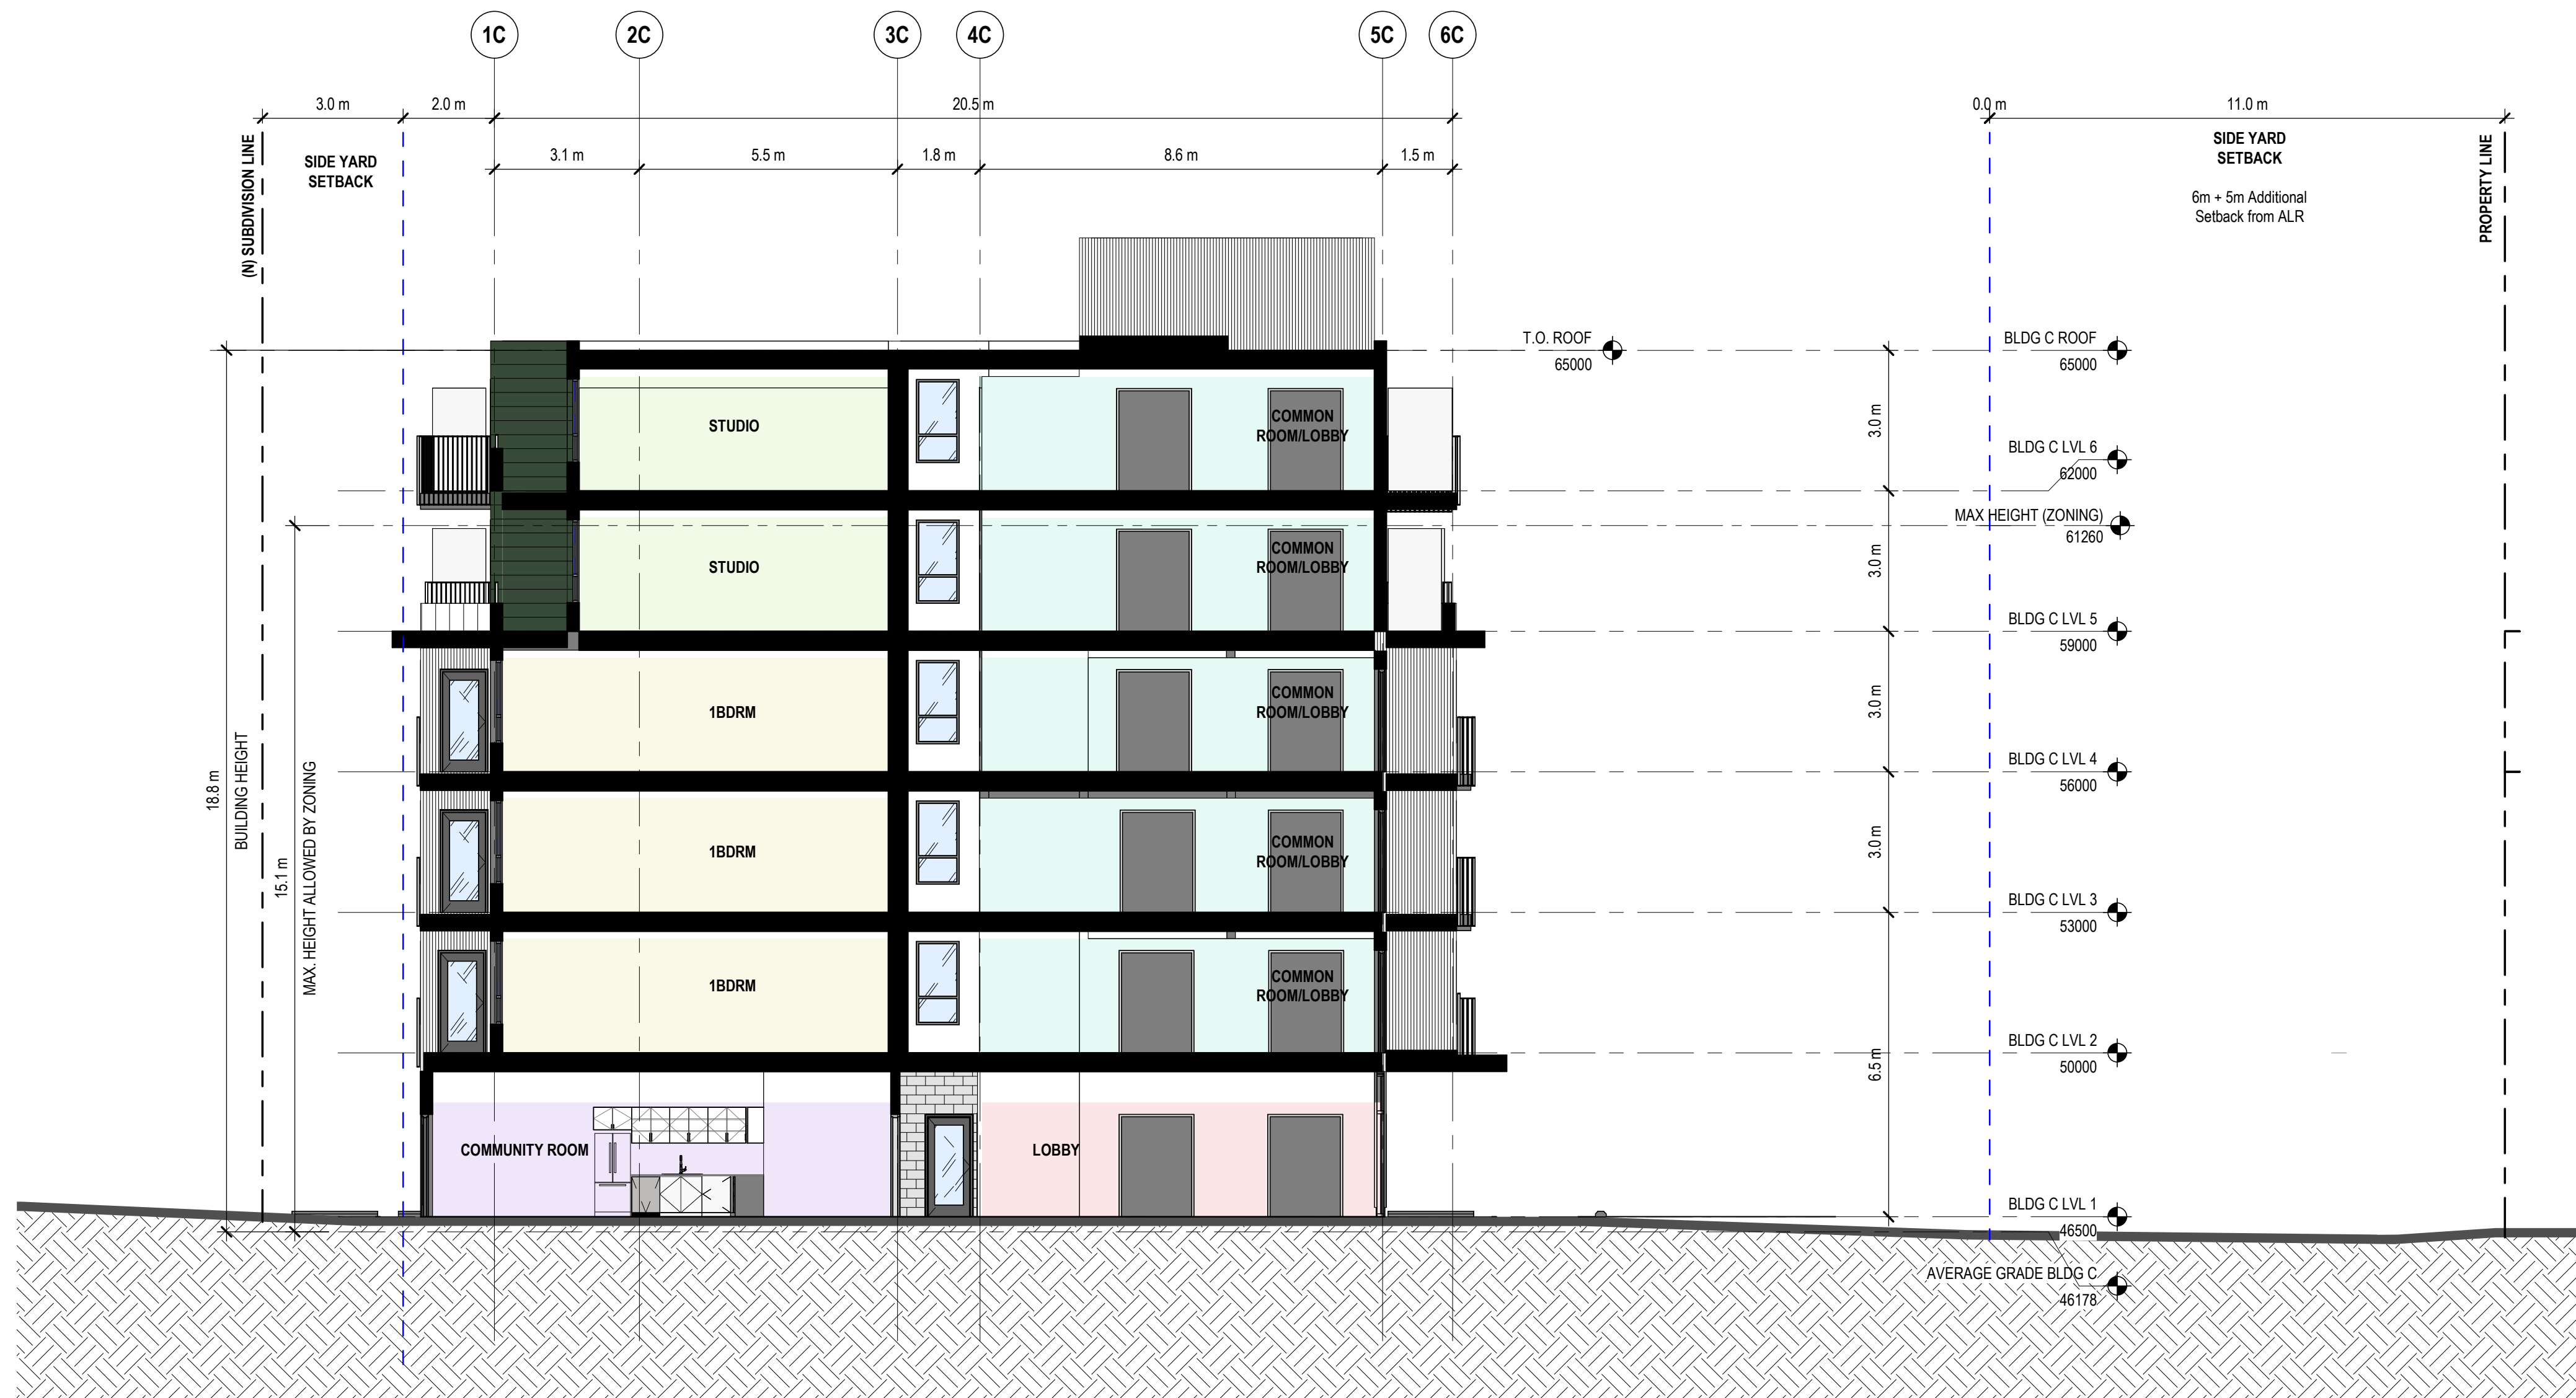 1C
2C
3C
4C
5C
6C
3.0 m
2.0 m
20.5 m
0.0 m
11.0 m
3.1 m
5.5 m
1.8 m
8.6 m
1.5 m
(N) SUBDIVISION LINE
SIDE YARD
SETBACK
SIDE YARD
SETBACK
6m + 5m Additional
Setback from ALR
PROPERTY LINE
T.O. ROOF
65000
BLDG C ROOF
65000
3.0 m
STUDIO
COMMON
ROOM/LOBBY
BLDG C LVL 6
62000
MAX HEIGHT (ZONING)
61260
3.0 m
STUDIO
COMMON
ROOM/LOBBY
BLDG C LVL 5
59000
3.0 m
1BDRM
COMMON
ROOM/LOBBY
BLDG C LVL 4
56000
18.8 m
BUILDING HEIGHT
15.1 m
MAX. HEIGHT ALLOWED BY ZONING
3.0 m
1BDRM
COMMON
ROOM/LOBBY
BLDG C LVL 3
53000
1BDRM
COMMON
ROOM/LOBBY
6.5 m
BLDG C LVL 2
50000
COMMUNITY ROOM
LOBBY
BLDG C LVL 1
46500
AVERAGE GRADE BLDG C
46178